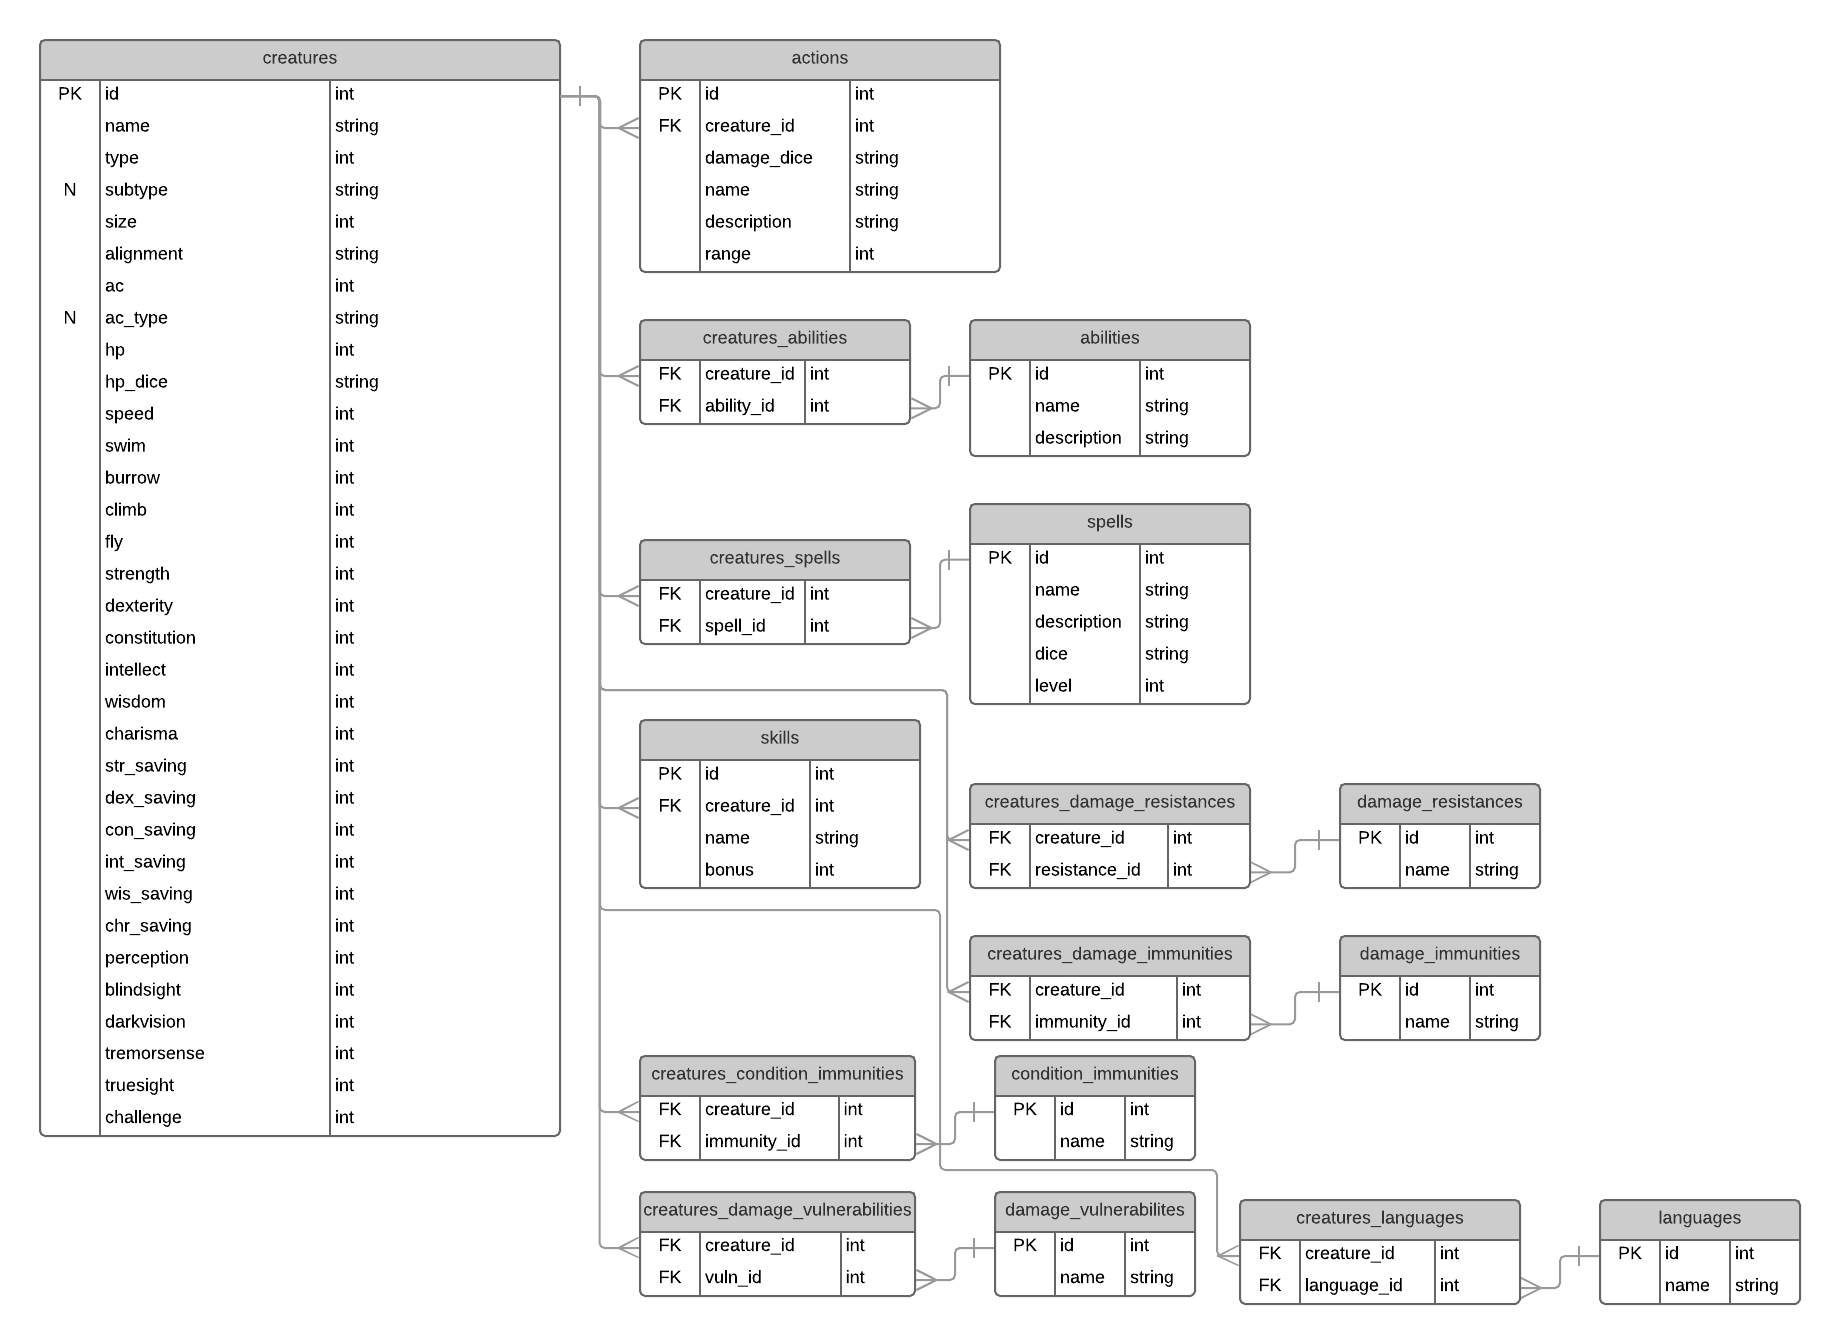 creatures
PK id int
name string
type int
N subtype string
size int
alignment string
ac int
N ac_type string
hp int
hp_dice string
speed int
swim int
burrow int
climb int
fly int
strength int
dexterity int
constitution int
intellect int
wisdom int
charisma int
str_saving int
dex_saving int
con_saving int
int_saving int
wis_saving int
chr_saving int
perception int
blindsight int
darkvision int
tremorsense int
truesight int
challenge int
actions
PK id int
FK creature_id int
damage_dice string
name string
description string
range int
creatures_abilities
FK creature_id int
FK ability_id int
abilities
PK id int
name string
description string
creatures_spells
FK creature_id int
FK spell_id int
spells
PK id int
name string
description string
dice string
level int
skills
PK id int
FK creature_id int
name string
bonus int
creatures_damage_resistances
FK creature_id int
FK resistance_id int
damage_resistances
PK id int
name string
creatures_damage_immunities
FK creature_id int
FK immunity_id int
damage_immunities
PK id int
name string
creatures_condition_immunities
FK creature_id int
FK immunity_id int
condition_immunities
PK id int
name string
creatures_damage_vulnerabilities
FK creature_id int
FK vuln_id int
damage_vulnerabilites
PK id int
name string
creatures_languages
FK creature_id int
FK language_id int
languages
PK id int
name string